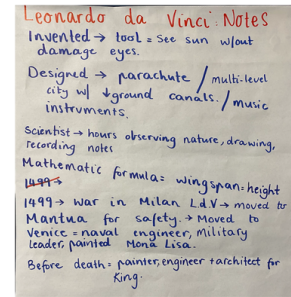 Leonardo da Vinci: Notes
Invented → tool = see sun w/out
damage eyes.
Designed → parachute / multi-level
city w/ ↓ground canals. / music
instruments.
Scientist → hours observing nature, drawing,
recording notes
Mathematic formula = wingspan = height
1499 →
1499 → war in Milan L.d.V → moved to
Mantua for safety. → Moved to
Venice = naval engineer, military
leader, painted Mona Lisa.
Before death = painter, engineer + architect for
King.